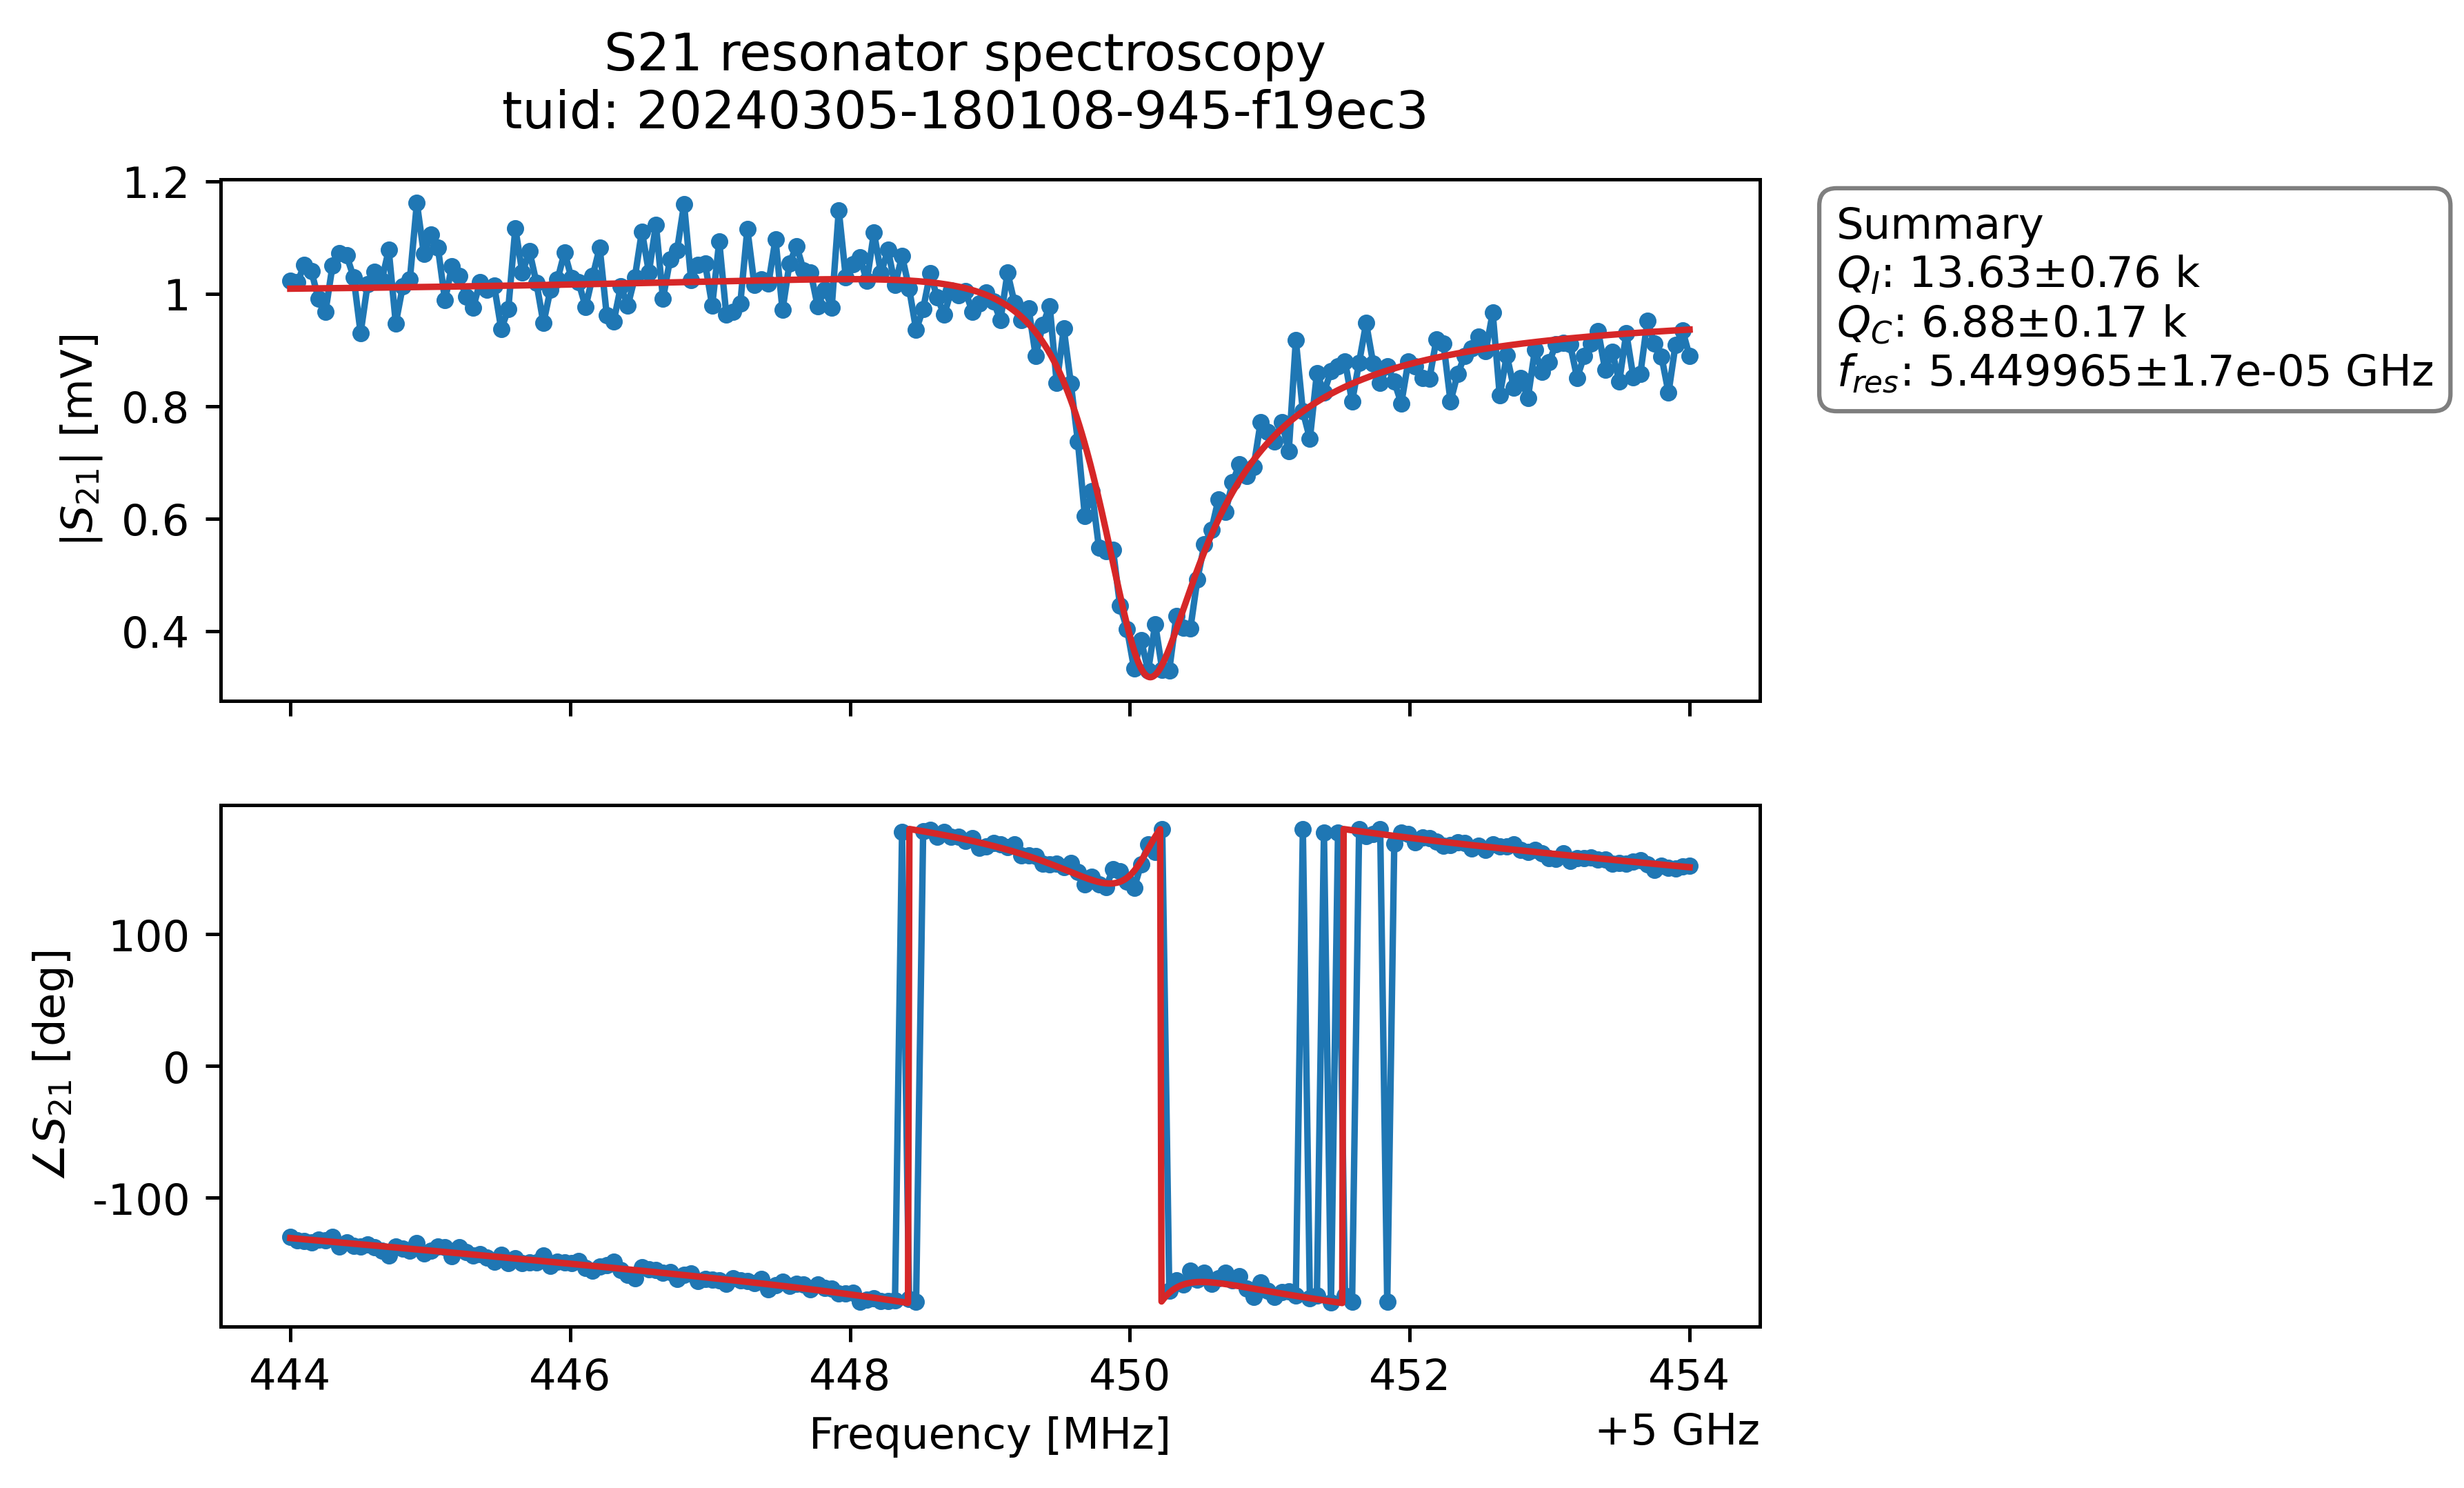 S21 resonator spectroscopy
tuid: 20240305-180108-945-f19ec3
1.2
1
0.8
0.6
0.4
|S21| [mV]
Summary
Ql: 13.63±0.76 k
QC: 6.88±0.17 k
fres: 5.449965±1.7e-05 GHz
100
0
-100
∠S21 [deg]
444 446 448 450 452 454
Frequency [MHz]
+5 GHz